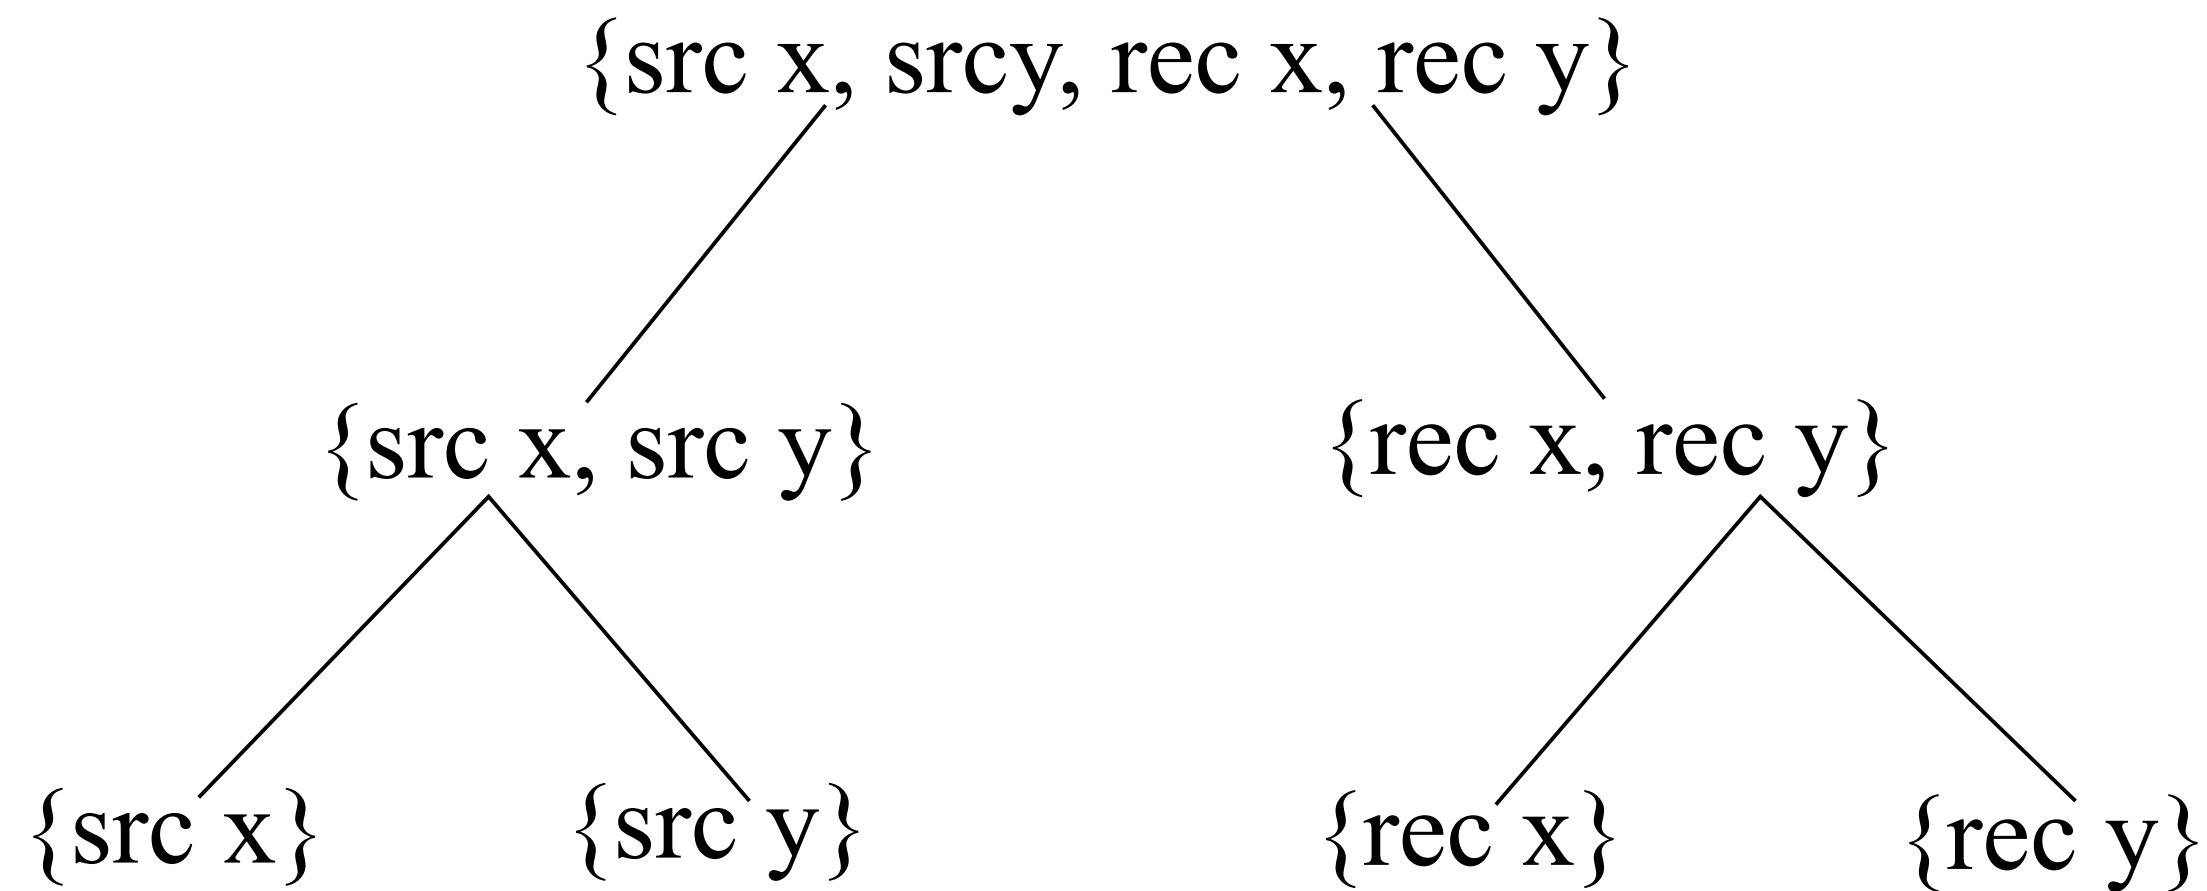 {src x, srcy, rec x, rec y}
{src x, src y}
{rec x, rec y}
{src x}
{src y}
{rec x}
{rec y}